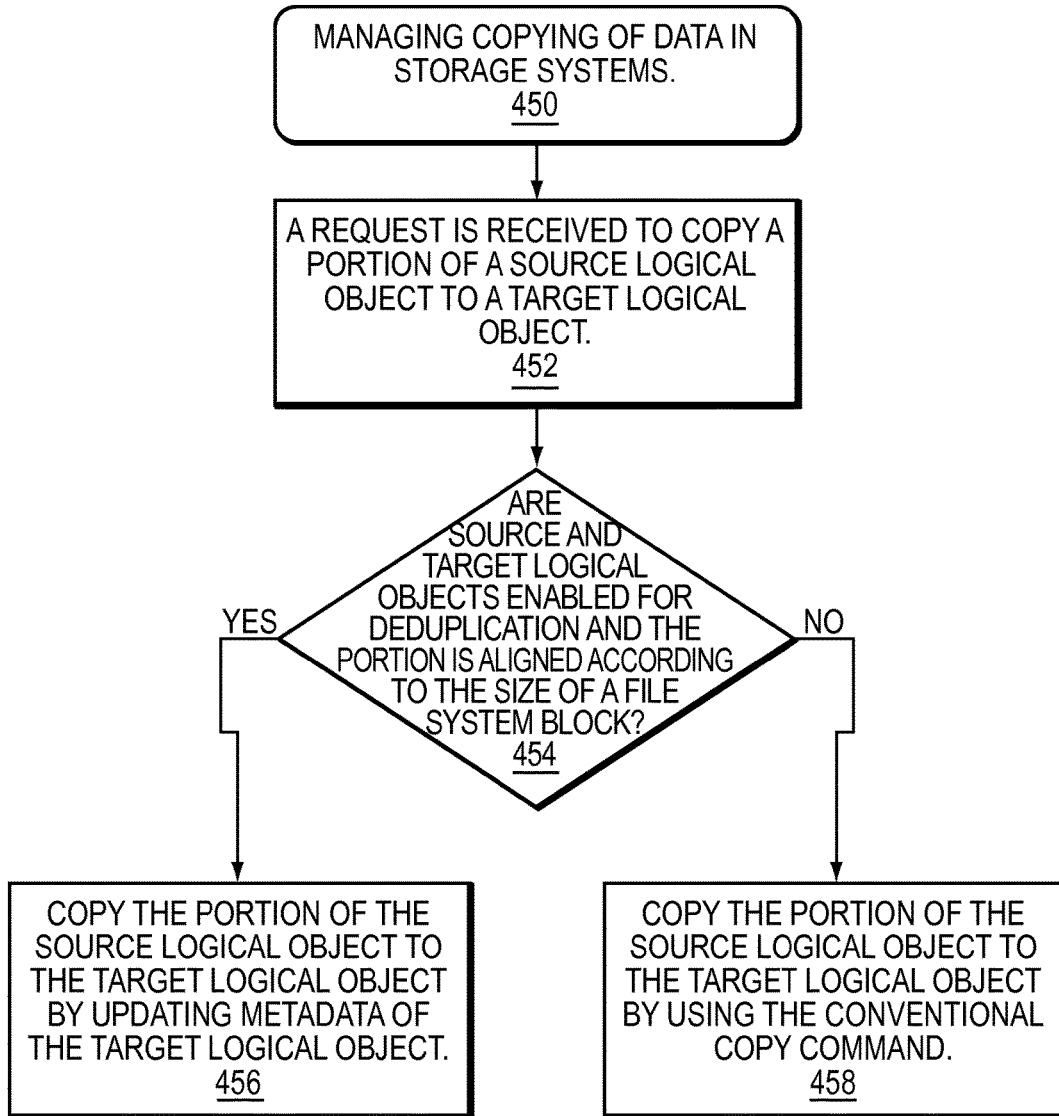 MANAGING COPYING OF DATA IN
STORAGE SYSTEMS.
450
A REQUEST IS RECEIVED TO COPY A
PORTION OF A SOURCE LOGICAL
OBJECT TO A TARGET LOGICAL
OBJECT.
452
ARE
SOURCE AND
TARGET LOGICAL
OBJECTS ENABLED FOR
DEDUPLICATION AND THE
PORTION IS ALIGNED ACCORDING
TO THE SIZE OF A FILE
SYSTEM BLOCK?
454
YES
NO
COPY THE PORTION OF THE
SOURCE LOGICAL OBJECT TO
THE TARGET LOGICAL OBJECT
BY UPDATING METADATA OF
THE TARGET LOGICAL OBJECT.
456
COPY THE PORTION OF THE
SOURCE LOGICAL OBJECT TO
THE TARGET LOGICAL OBJECT
BY USING THE CONVENTIONAL
COPY COMMAND.
458